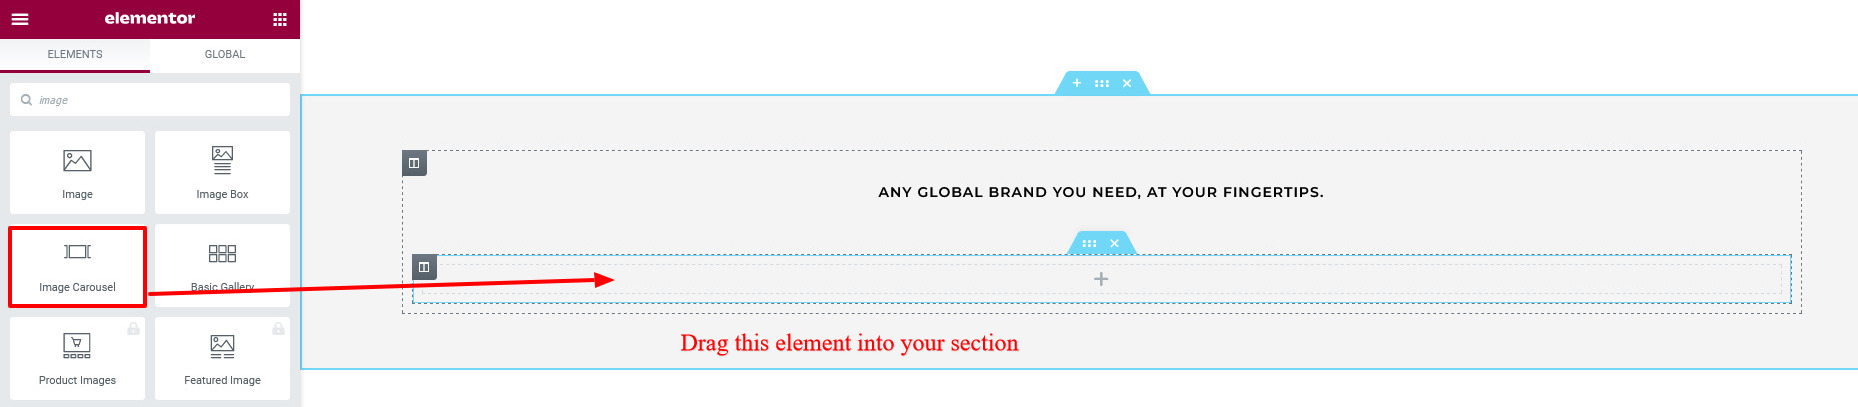 elementor
ELEMENTS GLOBAL
image
Image Image Box
Image Carousel Basic Gallery
Product Images Featured Image
ANY GLOBAL BRAND YOU NEED, AT YOUR FINGERTIPS.
Drag this element into your section